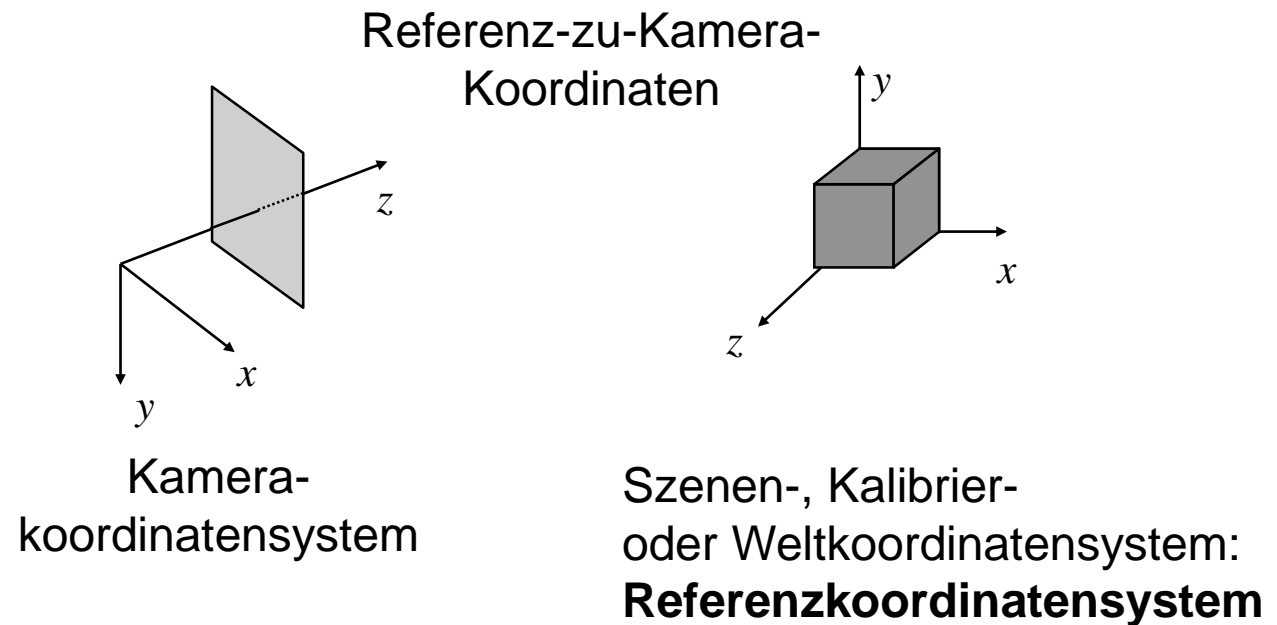 Referenz-zu-Kamera-
Koordinaten
z
x
y
y
x
z
Kamera-
koordinatensystem
Szenen-, Kalibrier-
oder Weltkoordinatensystem:
Referenzkoordinatensystem